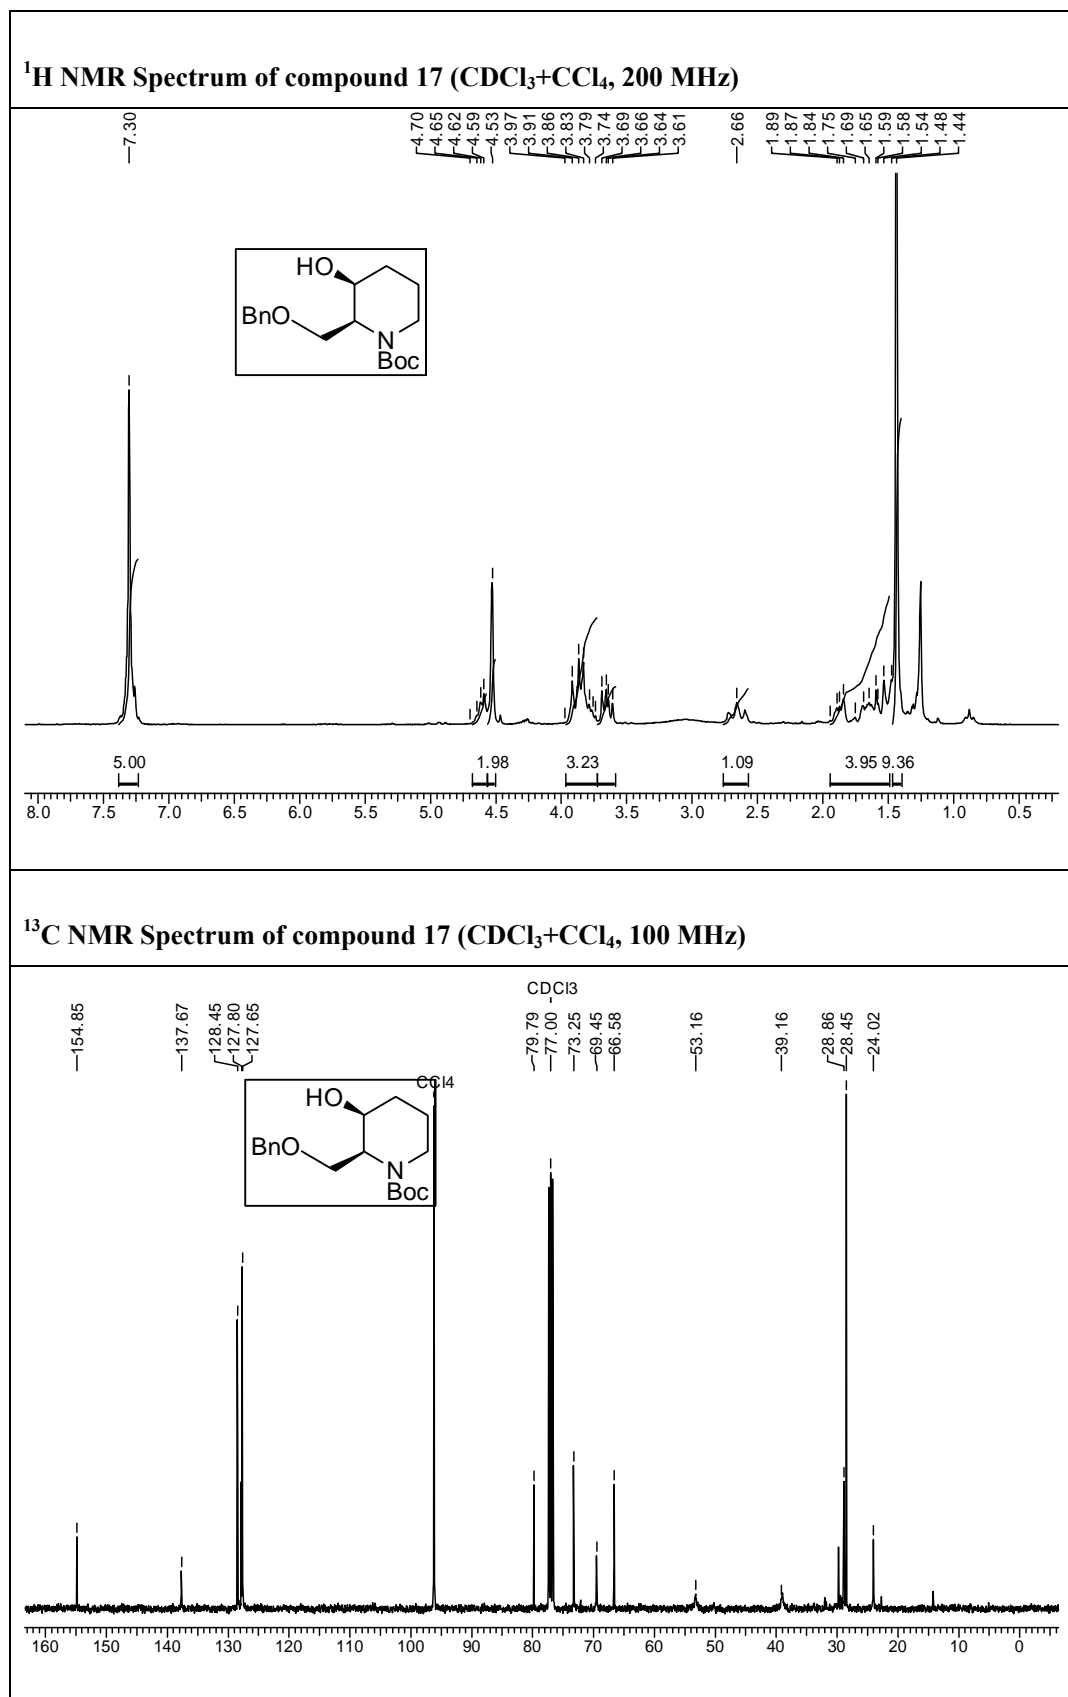 ¹H NMR Spectrum of compound 17 (CDCl₃+CCl₄, 200 MHz)
7.30
4.70
4.65
4.62
4.59
4.53
3.97
3.91
3.86
3.83
3.79
3.74
3.69
3.66
3.64
3.61
2.66
1.89
1.87
1.84
1.75
1.69
1.65
1.59
1.58
1.54
1.48
1.44
HO
BnO
N
Boc
5.00 1.98 3.23 1.09 3.95 9.36
8.0 7.5 7.0 6.5 6.0 5.5 5.0 4.5 4.0 3.5 3.0 2.5 2.0 1.5 1.0 0.5
¹³C NMR Spectrum of compound 17 (CDCl₃+CCl₄, 100 MHz)
CDCl3
154.85
137.67
128.45
127.80
127.65
79.79
77.00
73.25
69.45
66.58
53.16
39.16
28.86
28.45
24.02
CCl4
HO
BnO
N
Boc
160 150 140 130 120 110 100 90 80 70 60 50 40 30 20 10 0